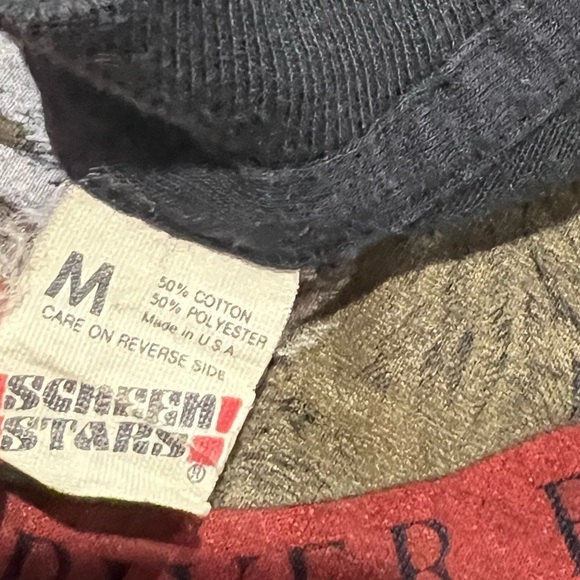 M
50% COTTON
50% POLYESTER
Made in U.S.A.
CARE ON REVERSE SIDE
SCREEN
STARS
®